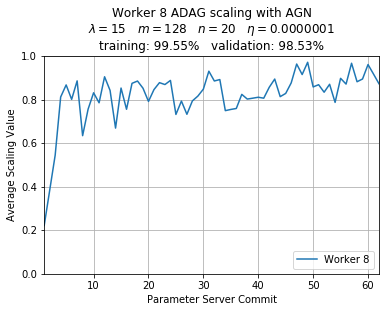 Worker 8 ADAG scaling with AGN
λ = 15 m = 128 n = 20 η = 0.0000001
training: 99.55% validation: 98.53%
1.0
0.8
0.6
0.4
0.2
0.0
Average Scaling Value
Worker 8
10 20 30 40 50 60
Parameter Server Commit